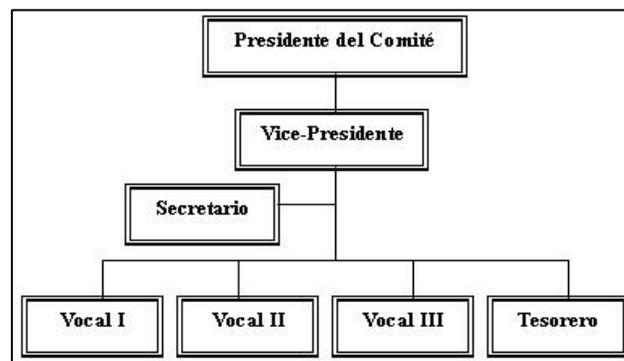 Presidente del Comité
Vice-Presidente
Secretario
Vocal I
Vocal II
Vocal III
Tesorero